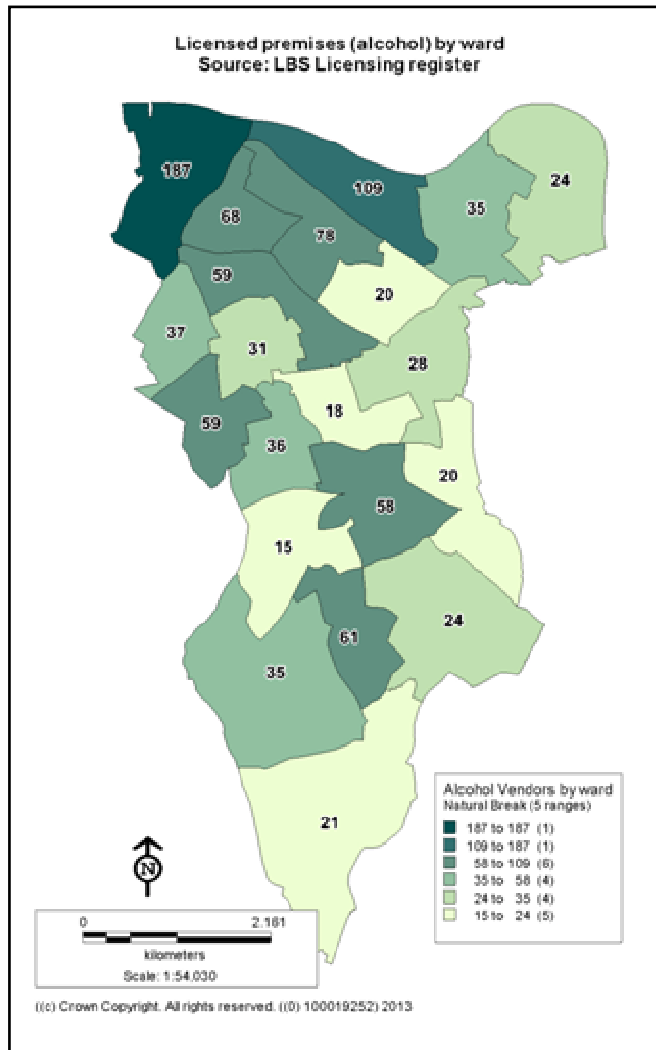 Licensed premises (alcohol) by ward
Source: LBS Licensing register
187
109
24
35
68
78
59
20
37
31
28
18
59
36
20
58
15
24
61
35
21
Alcohol Vendors by ward
Natural Break (5 ranges)
187 to 187 (1)
109 to 187 (1)
58 to 109 (6)
35 to 58 (4)
24 to 35 (4)
15 to 24 (5)
N
0 2.161
kilometers
Scale: 1:54,030
((c) Crown Copyright. All rights reserved. ((0) 100019252) 2013